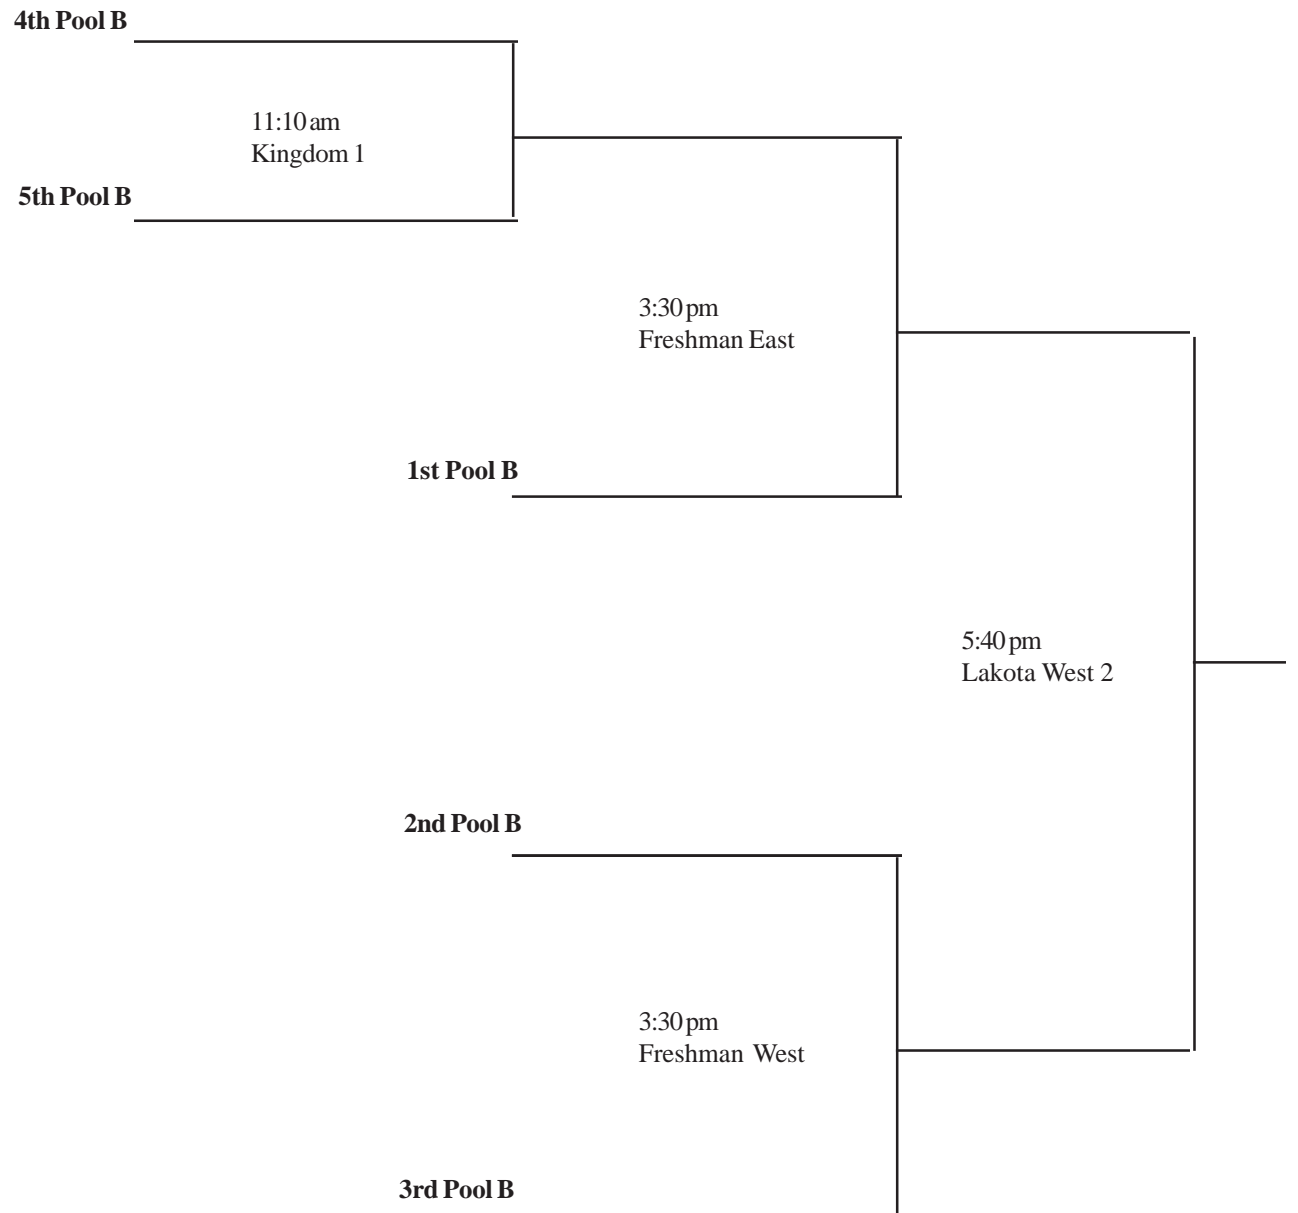 4th Pool B
11:10 am
Kingdom 1
5th Pool B
3:30 pm
Freshman East
1st Pool B
5:40 pm
Lakota West 2
2nd Pool B
3:30 pm
Freshman West
3rd Pool B